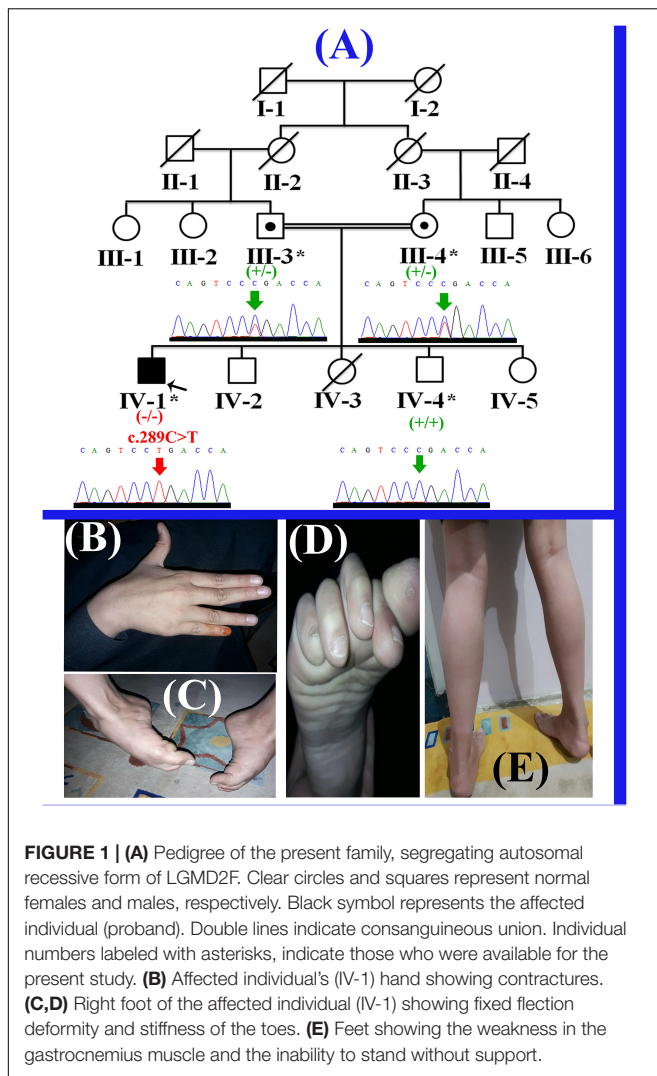 (A)
I-1 I-2
II-1 II-2 II-3 II-4
III-1 III-2 III-3* III-4* III-5 III-6
(+/-) (+/-)
C A G T C C C G A C C A C A G T C C C G A C C A
IV-1* IV-2 IV-3 IV-4* IV-5
(-/-) (+/+)
c.289C>T
C A G T C C T G A C C A C A G T C C C G A C C A
(B) (D)
(C)
(E)
FIGURE 1 | (A) Pedigree of the present family, segregating autosomal
recessive form of LGMD2F. Clear circles and squares represent normal
females and males, respectively. Black symbol represents the affected
individual (proband). Double lines indicate consanguineous union. Individual
numbers labeled with asterisks, indicate those who were available for the
present study. (B) Affected individual's (IV-1) hand showing contractures.
(C,D) Right foot of the affected individual (IV-1) showing fixed flection
deformity and stiffness of the toes. (E) Feet showing the weakness in the
gastrocnemius muscle and the inability to stand without support.